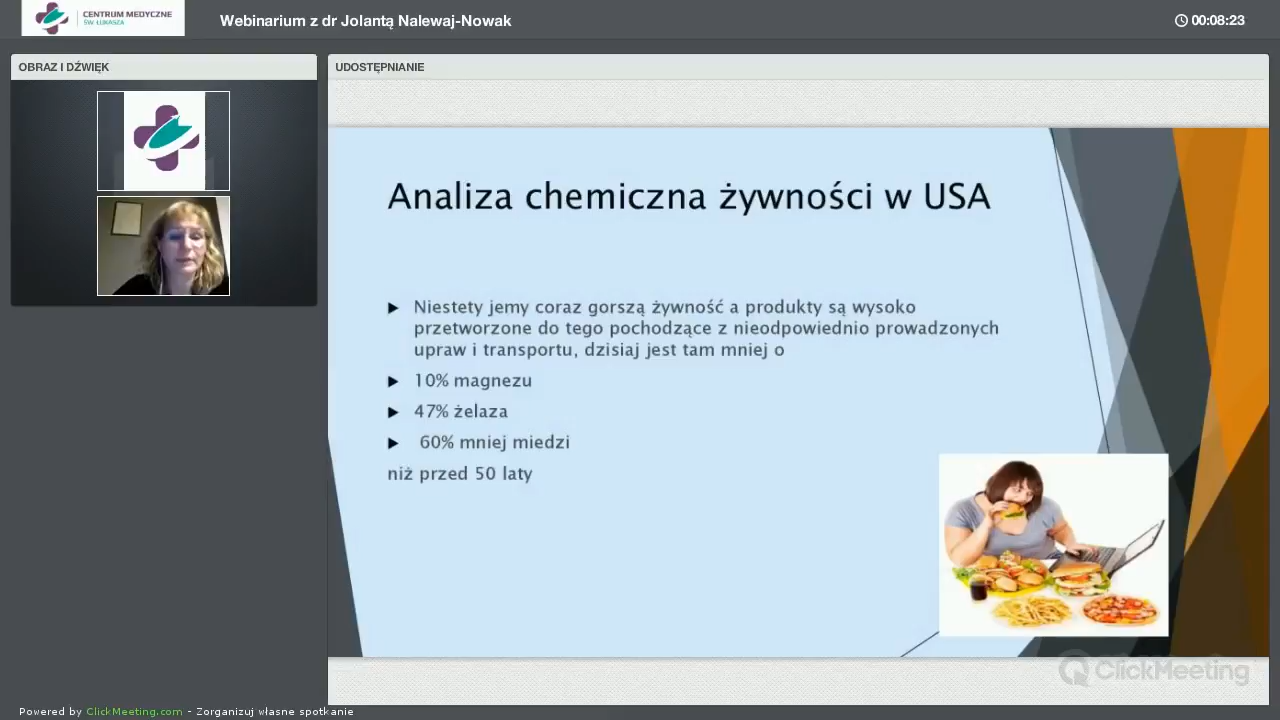 CENTRUM MEDYCZNE
ŚW. ŁUKASZA
Webinarium z dr Jolantą Nalewaj-Nowak
00:08:23
OBRAZ I DŹWIĘK
UDOSTĘPNIANIE
Analiza chemiczna żywności w USA
Niestety jemy coraz gorszą żywność a produkty są wysoko
przetworzone do tego pochodzące z nieodpowiednio prowadzonych
upraw i transportu, dzisiaj jest tam mniej o
10% magnezu
47% żelaza
60% mniej miedzi
niż przed 50 laty
ClickMeeting
Powered by ClickMeeting.com - Zorganizuj własne spotkanie